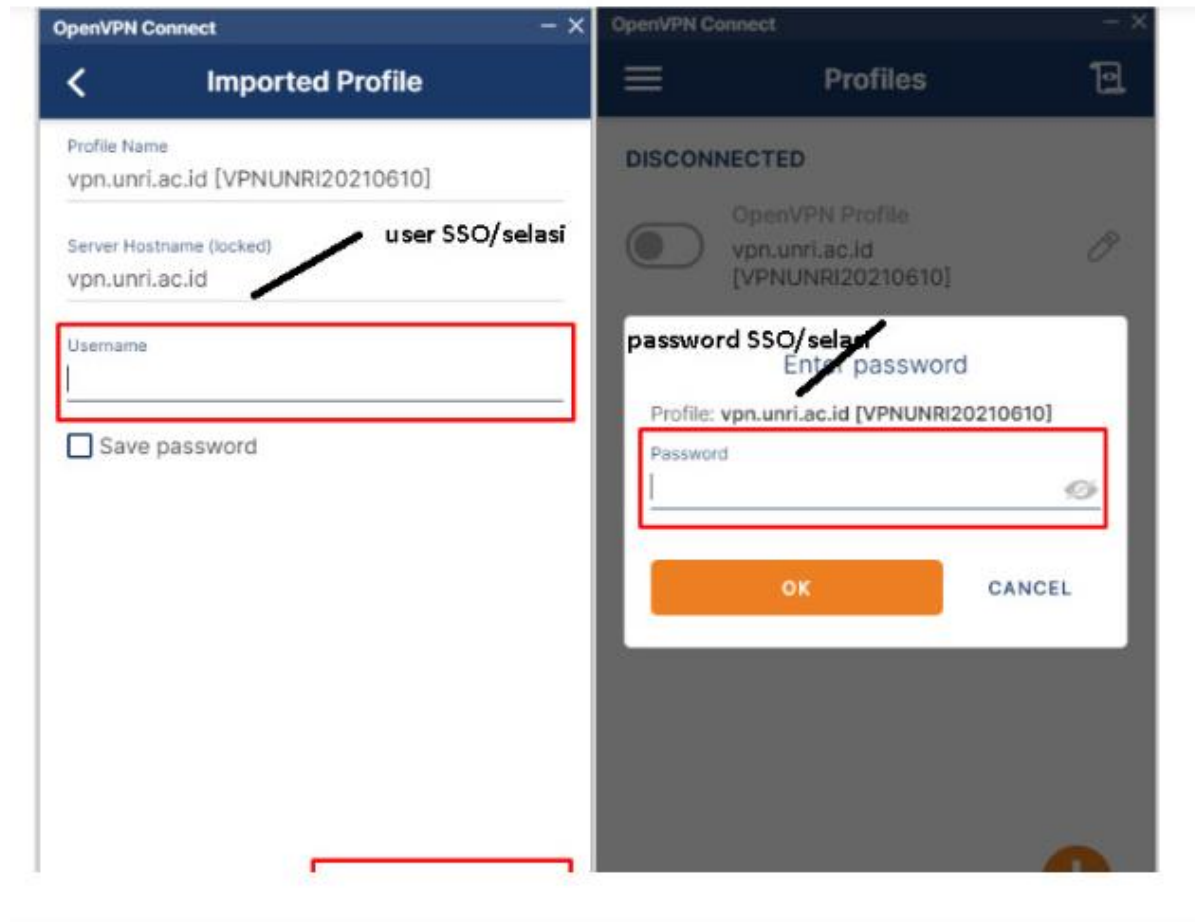 OpenVPN Connect
Imported Profile
Profile Name
vpn.unri.ac.id [VPNUNRI20210610]
user SSO/selasi
Server Hostname (locked)
vpn.unri.ac.id
Username
Save password
OpenVPN Connect
Profiles
DISCONNECTED
OpenVPN Profile
vpn.unri.ac.id
[VPNUNRI20210610]
password SSO/selasi
Enter password
Profile: vpn.unri.ac.id [VPNUNRI20210610]
Password
OK
CANCEL